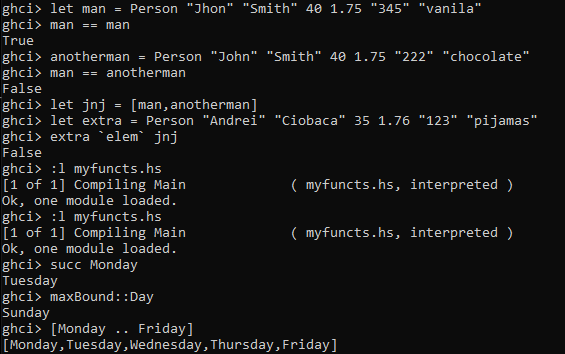 ghci> let man = Person "Jhon" "Smith" 40 1.75 "345" "vanila"
ghci> man == man
True
ghci> anotherman = Person "John" "Smith" 40 1.75 "222" "chocolate"
ghci> man == anotherman
False
ghci> let jnj = [man,anotherman]
ghci> let extra = Person "Andrei" "Ciobaca" 35 1.76 "123" "pijamas"
ghci> extra `elem` jnj
False
ghci> :l myfuncts.hs
[1 of 1] Compiling Main             ( myfuncts.hs, interpreted )
Ok, one module loaded.
ghci> :l myfuncts.hs
[1 of 1] Compiling Main             ( myfuncts.hs, interpreted )
Ok, one module loaded.
ghci> succ Monday
Tuesday
ghci> maxBound::Day
Sunday
ghci> [Monday .. Friday]
[Monday,Tuesday,Wednesday,Thursday,Friday]